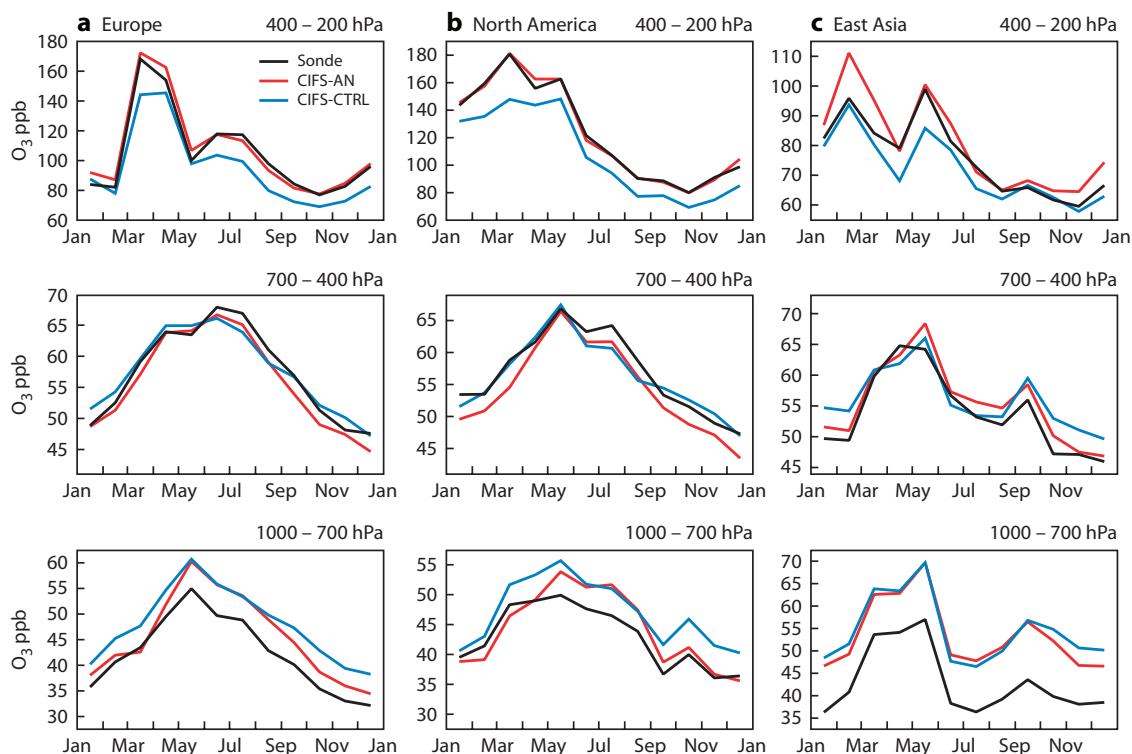 a Europe 400 – 200 hPa
b North America 400 – 200 hPa
c East Asia 400 – 200 hPa
O3 ppb
180
160
140
120
100
80
60
Sonde
CIFS-AN
CIFS-CTRL
Jan Mar May Jul Sep Nov Jan
180
160
140
120
100
80
60
Jan Mar May Jul Sep Nov Jan
110
100
90
80
70
60
Jan Mar May Jul Sep Nov Jan
700 – 400 hPa
700 – 400 hPa
700 – 400 hPa
O3 ppb
70
65
60
55
50
45
Jan Mar May Jul Sep Nov Jan
65
60
55
50
45
Jan Mar May Jul Sep Nov Jan
70
65
60
55
50
45
Jan Mar May Jul Sep Nov
1000 – 700 hPa
1000 – 700 hPa
1000 – 700 hPa
O3 ppb
60
55
50
45
40
35
30
Jan Mar May Jul Sep Nov Jan
55
50
45
40
35
30
Jan Mar May Jul Sep Nov Jan
70
65
60
55
50
45
40
35
Jan Mar May Jul Sep Nov Jan